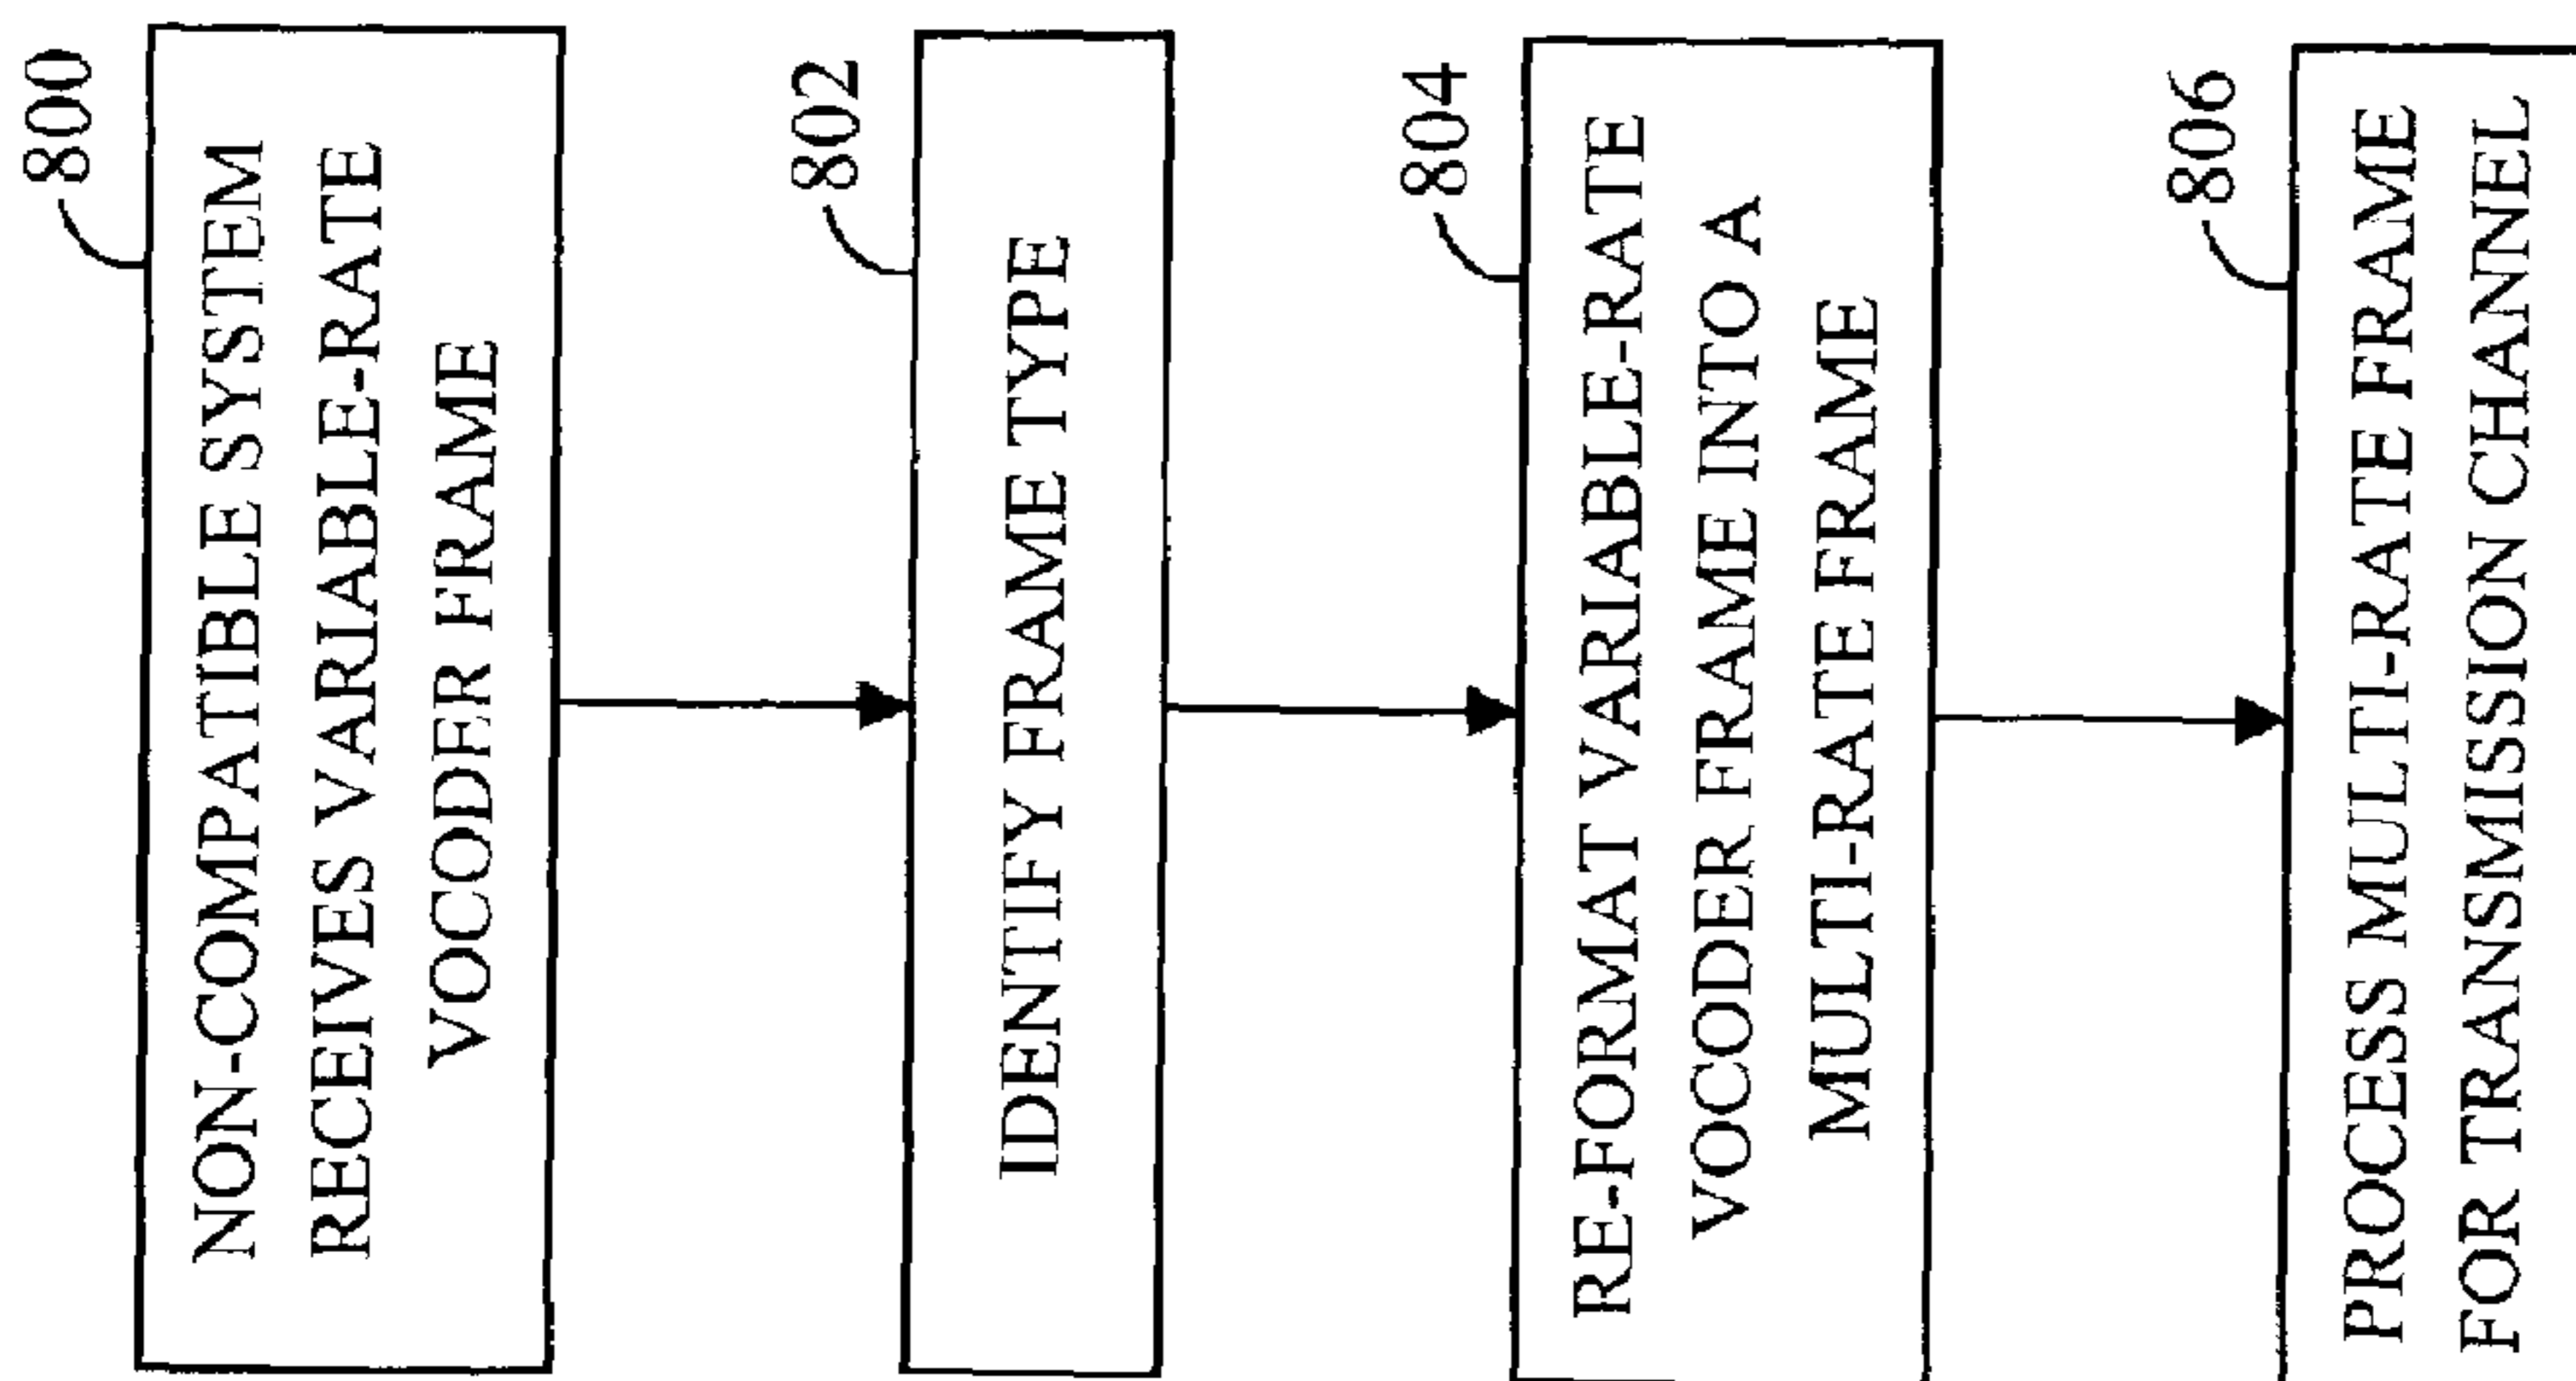 800
NON-COMPATIBLE SYSTEM
RECEIVES VARIABLE-RATE
VOCODER FRAME
802
IDENTIFY FRAME TYPE
804
RE-FORMAT VARIABLE-RATE
VOCODER FRAME INTO A
MULTI-RATE FRAME
806
PROCESS MULTI-RATE FRAME
FOR TRANSMISSION CHANNEL